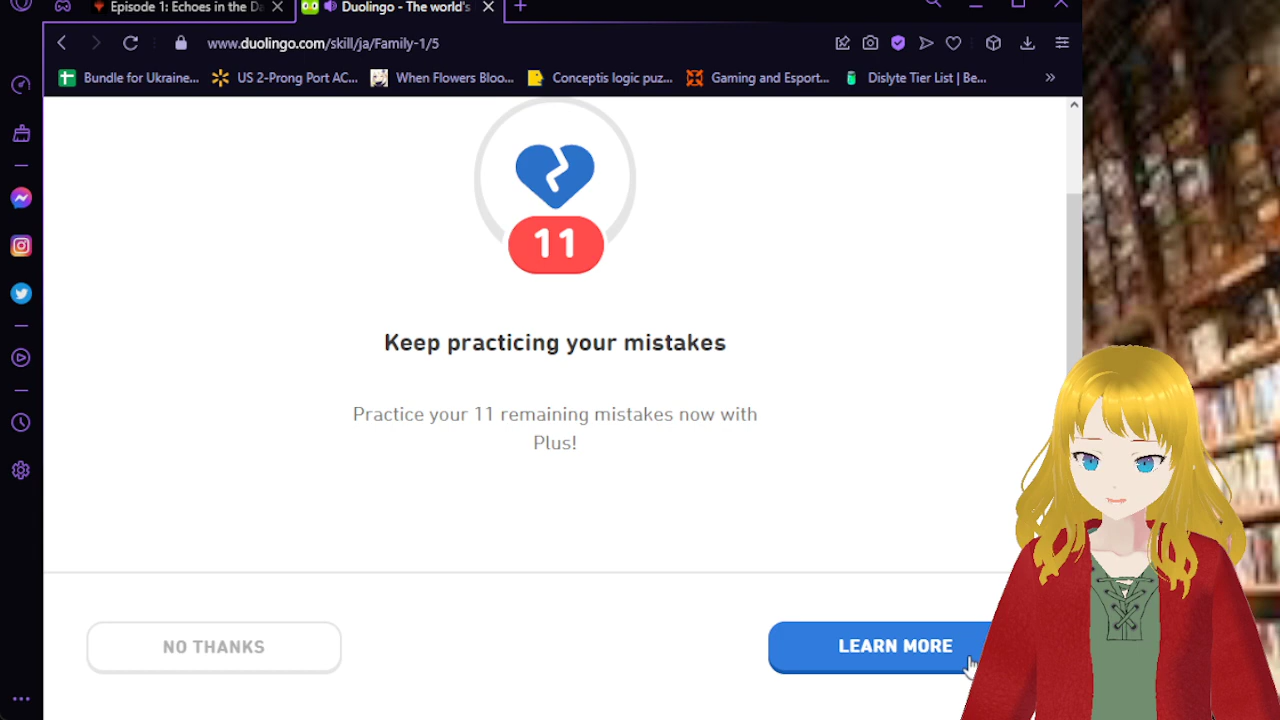 Episode 1: Echoes in the Da
Duolingo - The world's
www.duolingo.com/skill/ja/Family-1/5
Bundle for Ukraine...
US 2-Prong Port AC...
When Flowers Bloo...
Conceptis logic puz...
Gaming and Esport...
Dislyte Tier List | Be...
11
Keep practicing your mistakes
Practice your 11 remaining mistakes now with
Plus!
NO THANKS
LEARN MORE